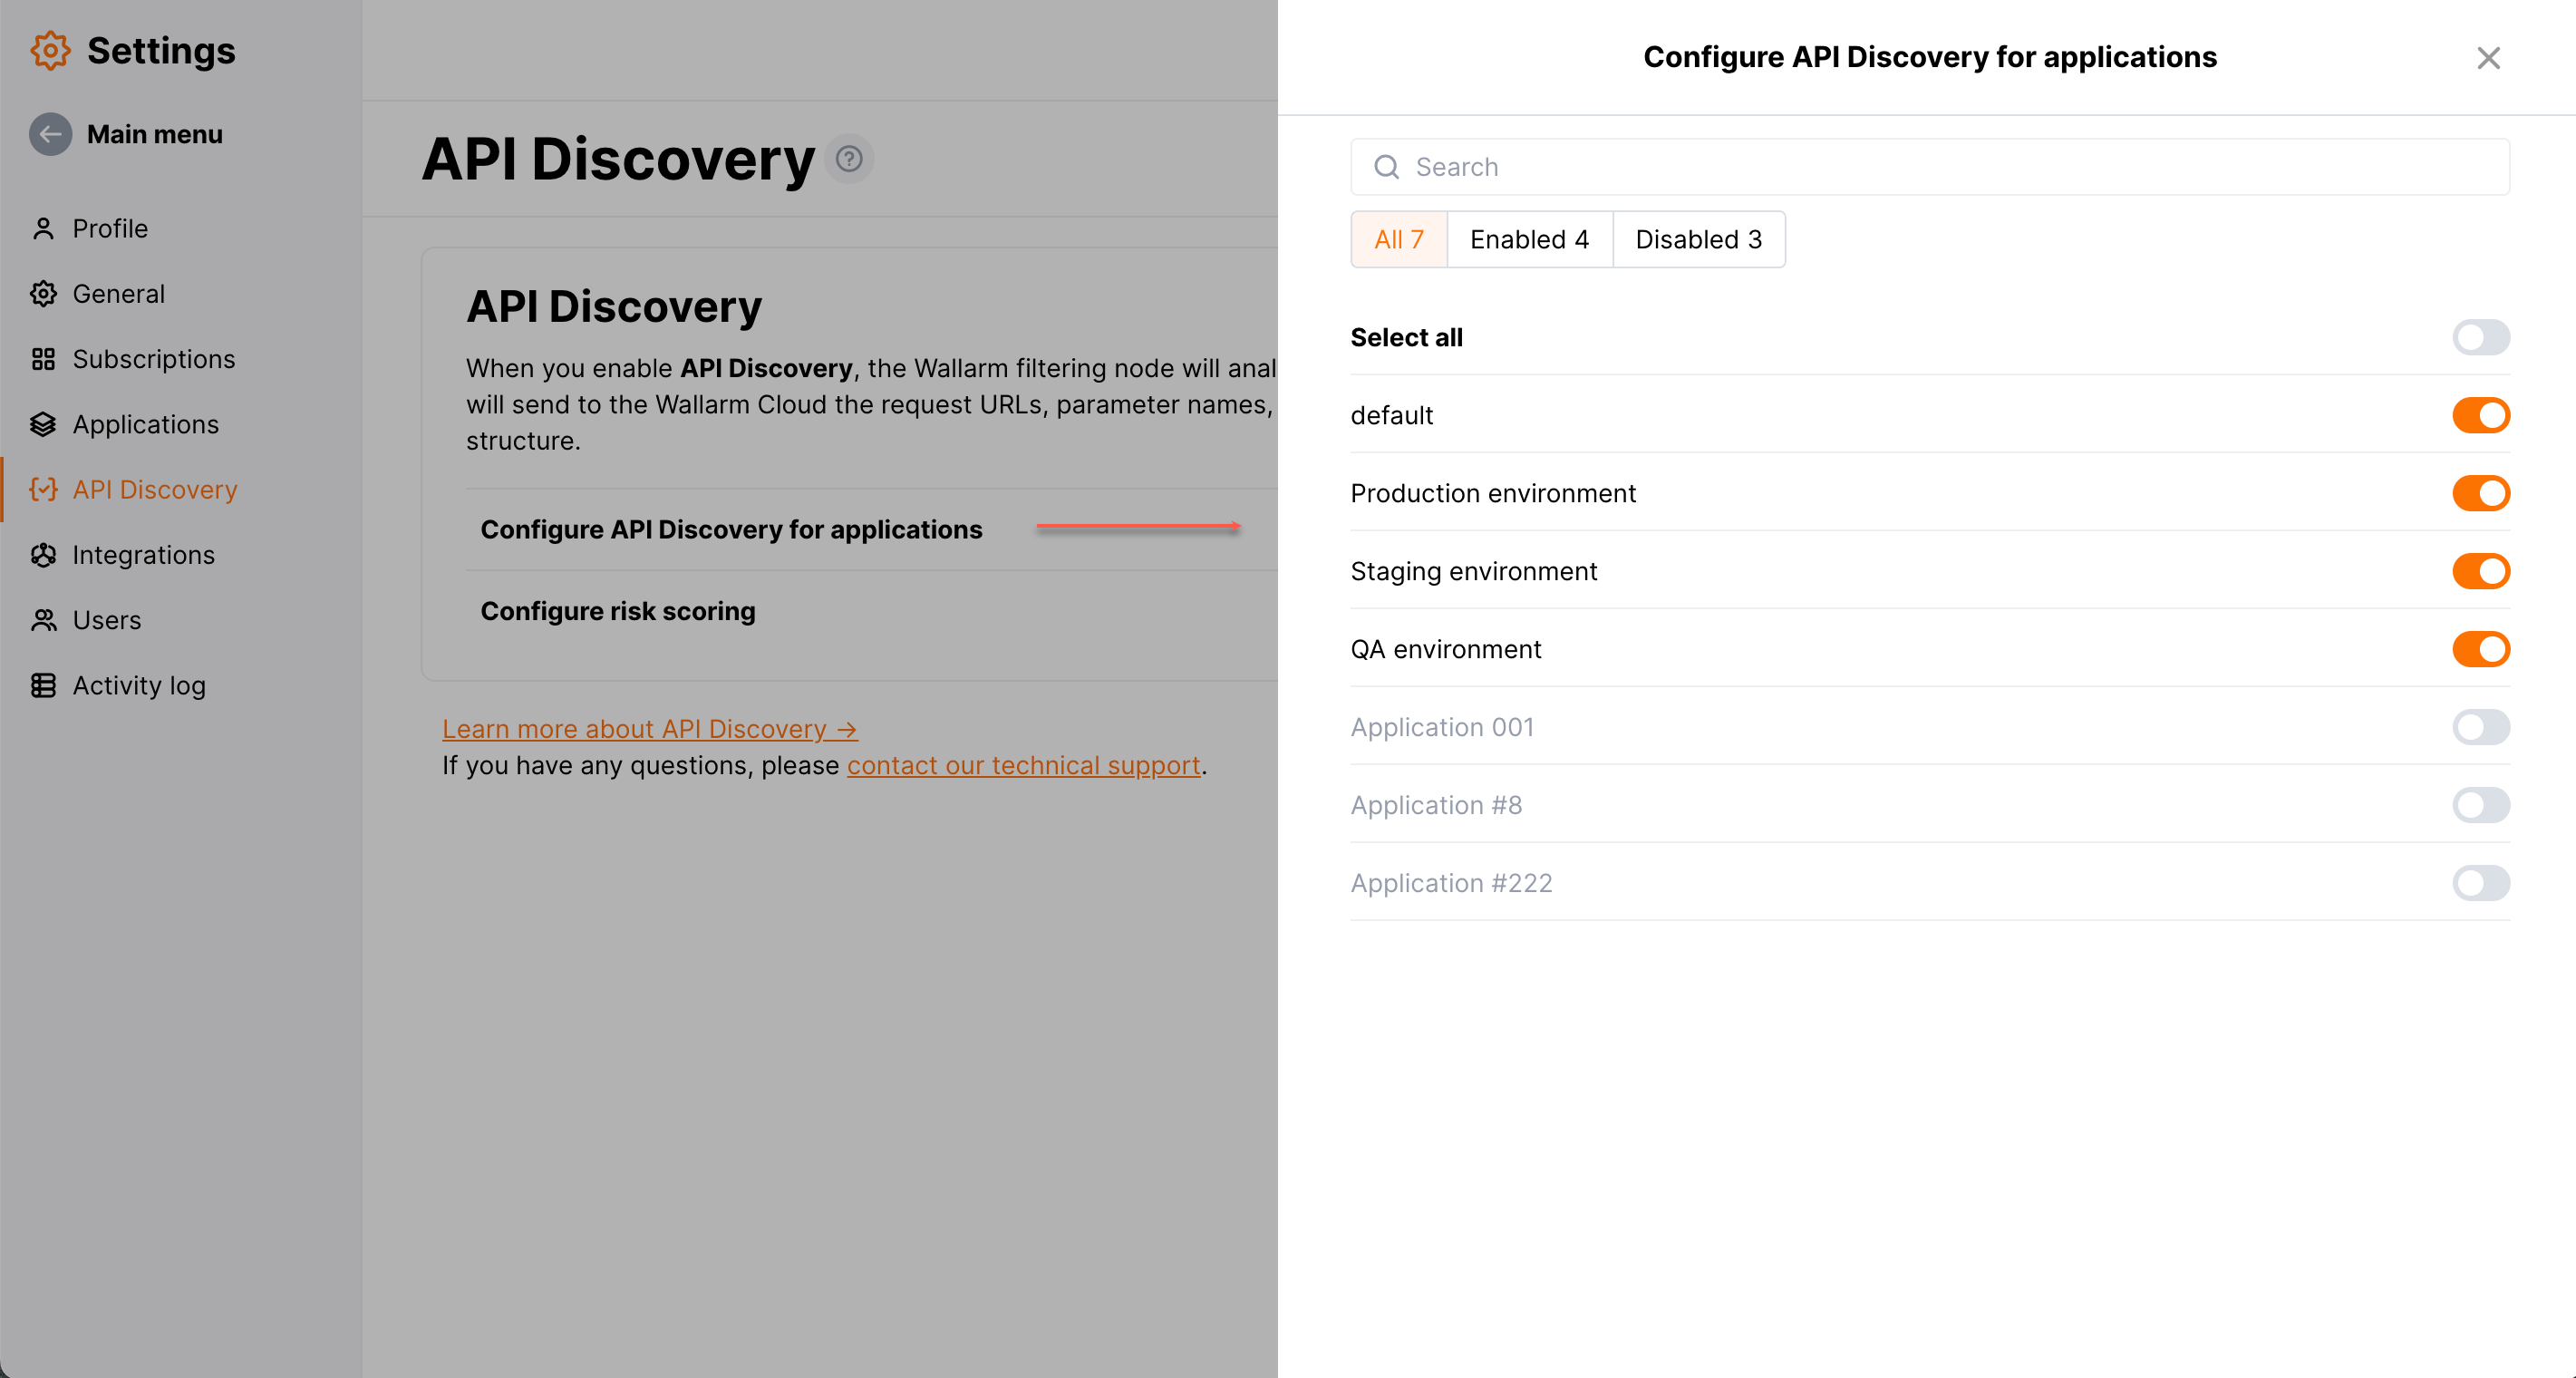 Settings
Main menu
Profile
General
Subscriptions
Applications
API Discovery
Integrations
Users
Activity log
API Discovery
API Discovery
When you enable API Discovery, the Wallarm filtering node will anal
will send to the Wallarm Cloud the request URLs, parameter names,
structure.
Configure API Discovery for applications
Configure risk scoring
Learn more about API Discovery →
If you have any questions, please contact our technical support.
Configure API Discovery for applications
Search
All 7
Enabled 4
Disabled 3
Select all
default
Production environment
Staging environment
QA environment
Application 001
Application #8
Application #222